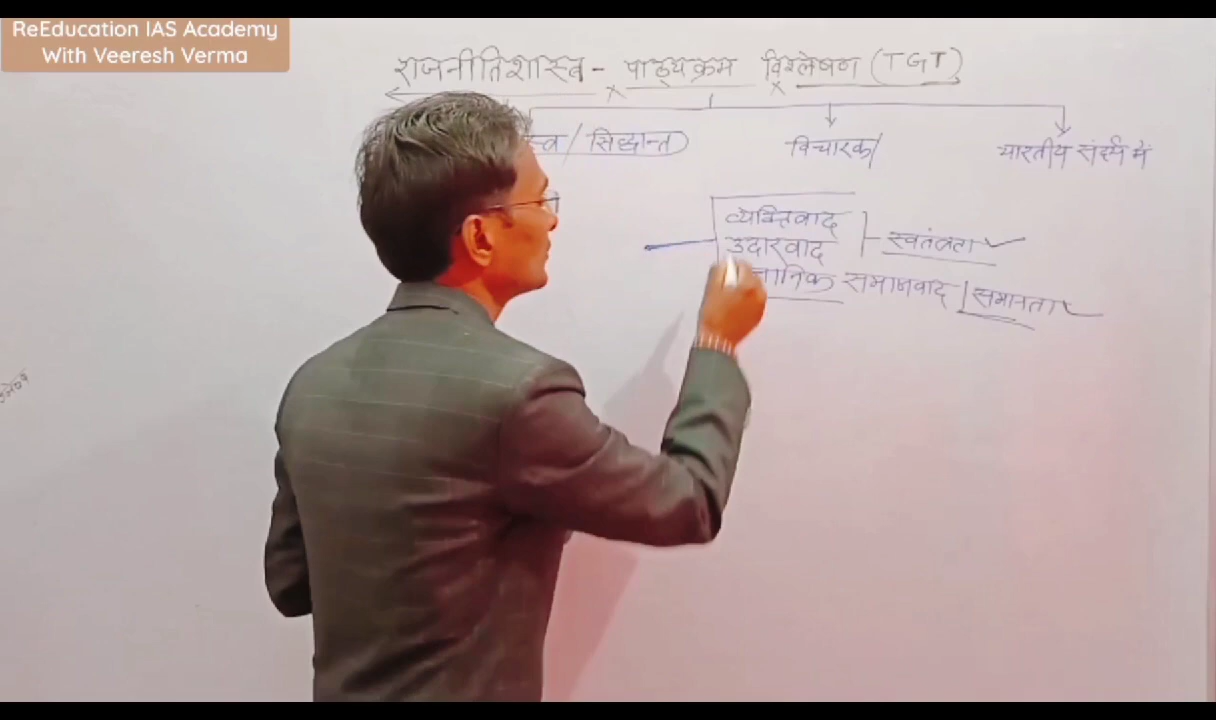 ReEducation IAS Academy
With Veeresh Verma
राजनीतिशास्त्र - पाठ्यक्रम विश्लेषण (TGT)
/ सिद्धान्त
विचारक/
भारतीय संदर्भ में
व्यक्तिवाद
उदारवाद
स्वतंत्रता
समाजवाद
समानता